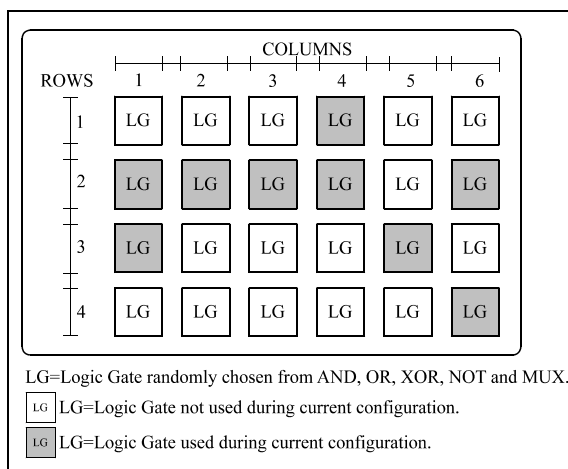 COLUMNS
ROWS 1 2 3 4 5 6
1 LG LG LG LG LG LG
2 LG LG LG LG LG LG
3 LG LG LG LG LG LG
4 LG LG LG LG LG LG
LG=Logic Gate randomly chosen from AND, OR, XOR, NOT and MUX.
LG LG=Logic Gate not used during current configuration.
LG LG=Logic Gate used during current configuration.